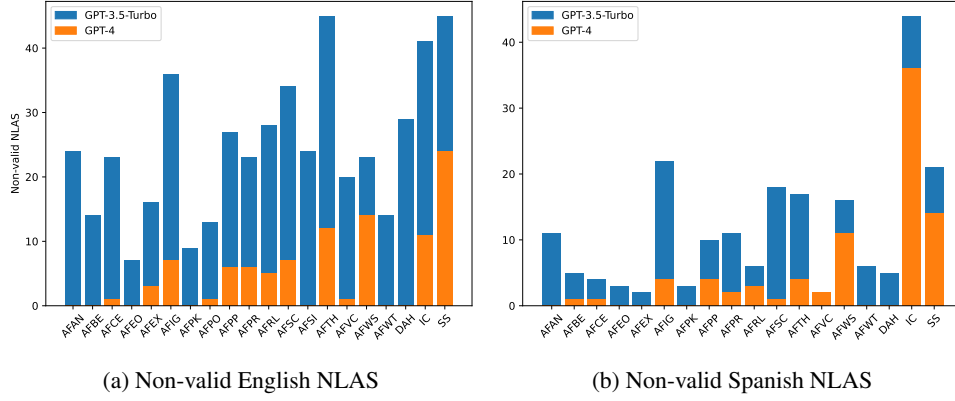 GPT-3.5-Turbo
GPT-4
Non-valid NLAS
40
30
20
10
0
AFAN AFBE AFCE AFEO AFEX AFIG AFPK AFPO AFPP AFPR AFRL AFSC AFSI AFTH AFVC AFWS AFWT DAH IC SS
(a) Non-valid English NLAS
GPT-3.5-Turbo
GPT-4
40
30
20
10
0
AFAN AFBE AFCE AFEO AFEX AFIG AFPK AFPP AFPR AFRL AFSC AFTH AFVC AFWS AFWT DAH IC SS
(b) Non-valid Spanish NLAS